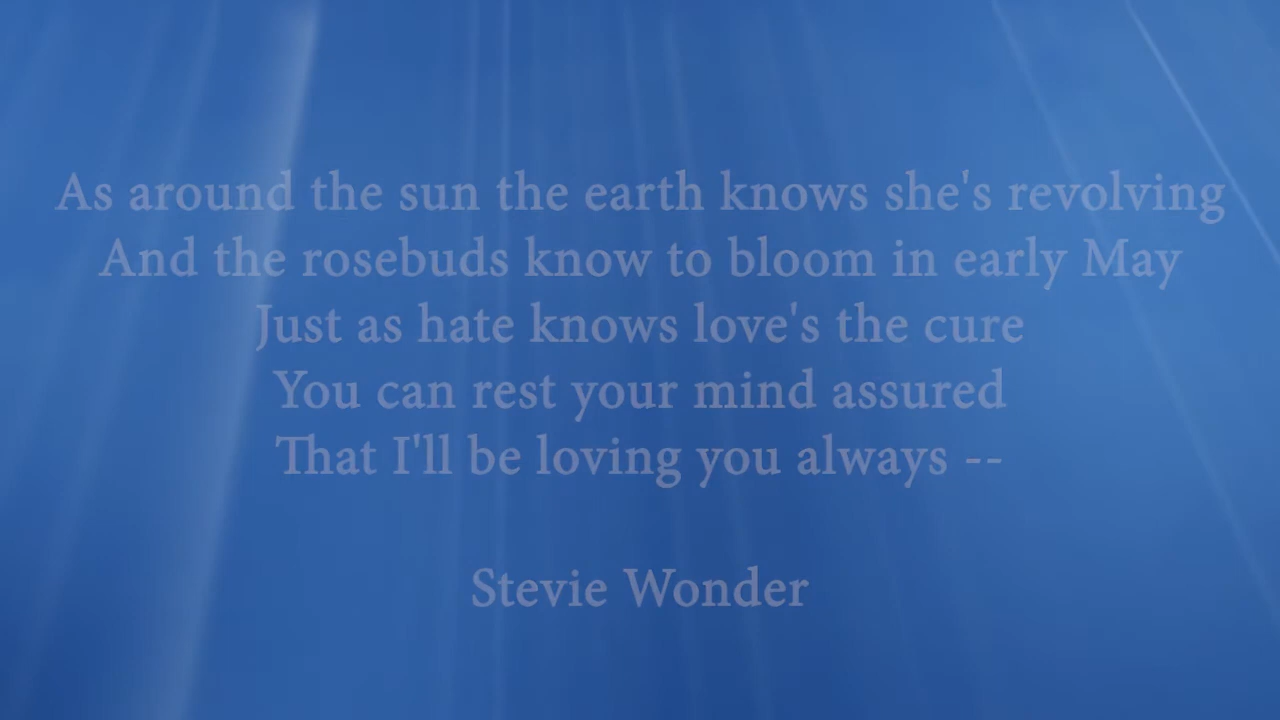 As around the sun the earth knows she's revolving
And the rosebuds know to bloom in early May
Just as hate knows love's the cure
You can rest your mind assured
That I'll be loving you always --
Stevie Wonder